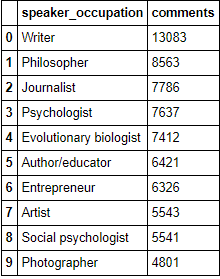 speaker_occupation comments
0 Writer 13083
1 Philosopher 8563
2 Journalist 7786
3 Psychologist 7637
4 Evolutionary biologist 7412
5 Author/educator 6421
6 Entrepreneur 6326
7 Artist 5543
8 Social psychologist 5541
9 Photographer 4801